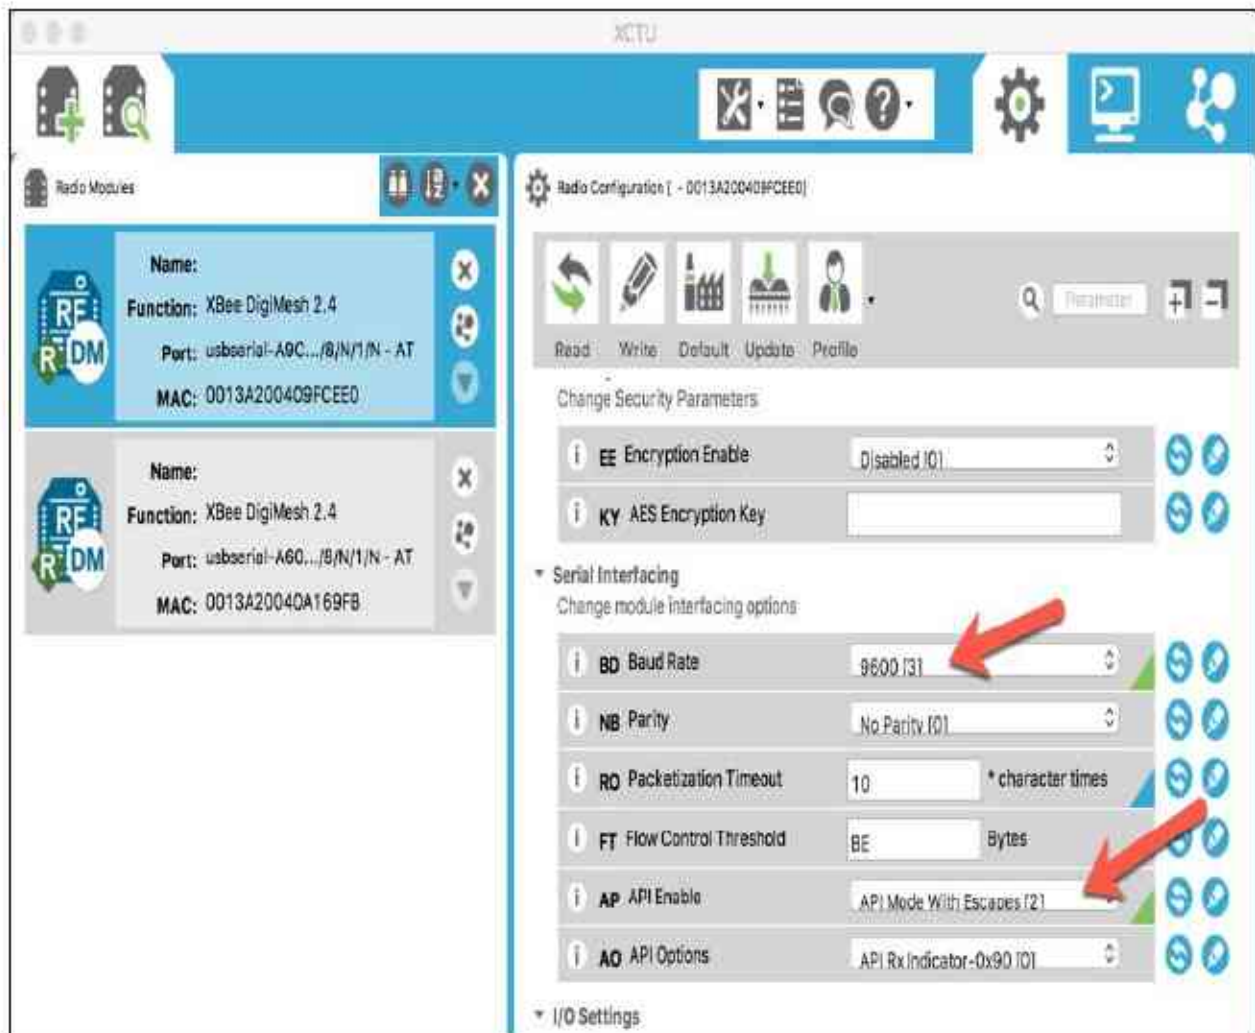 XCTU
Radio Modules
Name:
Function: XBee DigiMesh 2.4
Port: usbserial-A9C.../8/N/1/N - AT
MAC: 0013A200409FCEE0
RF
R DM
Name:
Function: XBee DigiMesh 2.4
Port: usbserial-A60.../8/N/1/N - AT
MAC: 0013A20040A169FB
RF
R DM
Radio Configuration [ - 0013A200409FCEE0]
Read Write Default Update Profile
Parameter
Change Security Parameters
i EE Encryption Enable Disabled [0]
i KY AES Encryption Key
Serial Interfacing
Change module interfacing options
i BD Baud Rate 9600 [3]
i NB Parity No Parity [0]
i RO Packetization Timeout 10 * character times
i FT Flow Control Threshold BE Bytes
i AP API Enable API Mode With Escapes [2]
i AO API Options API Rx Indicator-0x90 [0]
I/O Settings